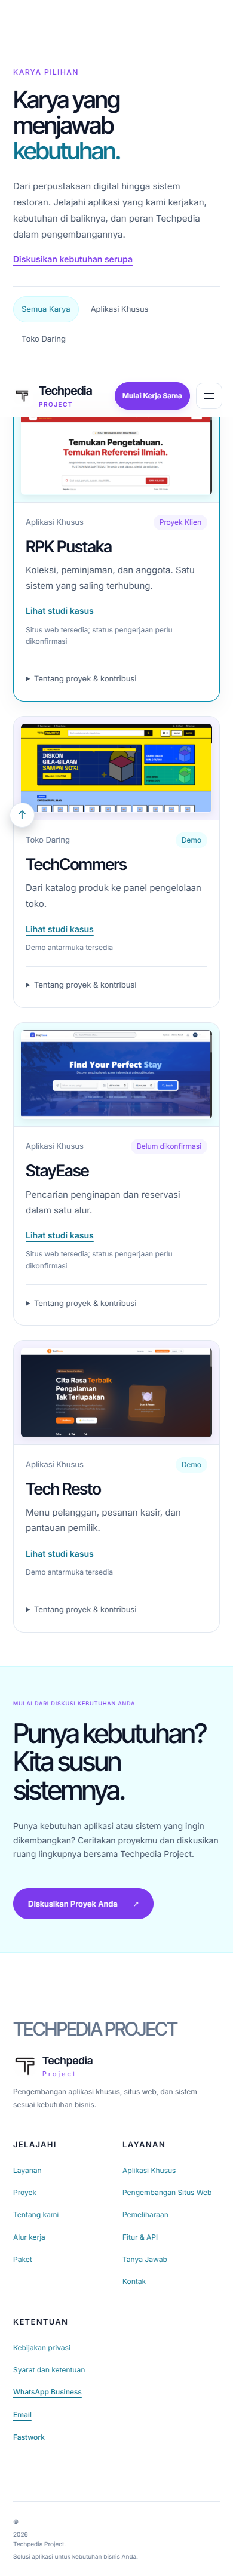 KARYA PILIHAN
Karya yang
menjawab
kebutuhan.
Dari perpustakaan digital hingga sistem
restoran. Jelajahi aplikasi yang kami kerjakan,
kebutuhan di baliknya, dan peran Techpedia
dalam pengembangannya.
Diskusikan kebutuhan serupa
Semua Karya
Aplikasi Khusus
Toko Daring
Techpedia
PROJECT
Mulai Kerja Sama
Temukan Pengetahuan.
Temukan Referensi Ilmiah.
Aplikasi Khusus
Proyek Klien
RPK Pustaka
Koleksi, peminjaman, dan anggota. Satu
sistem yang saling terhubung.
Lihat studi kasus
Situs web tersedia; status pengerjaan perlu
dikonfirmasi
▶ Tentang proyek & kontribusi
DISKON
GILA-GILAAN
SAMPAI 90%
↑
Toko Daring
Demo
TechCommers
Dari katalog produk ke panel pengelolaan
toko.
Lihat studi kasus
Demo antarmuka tersedia
▶ Tentang proyek & kontribusi
Find Your Perfect Stay
Aplikasi Khusus
Belum dikonfirmasi
StayEase
Pencarian penginapan dan reservasi
dalam satu alur.
Lihat studi kasus
Situs web tersedia; status pengerjaan perlu
dikonfirmasi
▶ Tentang proyek & kontribusi
Cita Rasa Terbaik
Pengalaman
Tak Terlupakan
Aplikasi Khusus
Demo
Tech Resto
Menu pelanggan, pesanan kasir, dan
pantauan pemilik.
Lihat studi kasus
Demo antarmuka tersedia
▶ Tentang proyek & kontribusi
MULAI DARI DISKUSI KEBUTUHAN ANDA
Punya kebutuhan?
Kita susun
sistemnya.
Punya kebutuhan aplikasi atau sistem yang ingin
dikembangkan? Ceritakan proyekmu dan diskusikan
ruang lingkupnya bersama Techpedia Project.
Diskusikan Proyek Anda ↗
TECHPEDIA PROJECT
Techpedia
Project
Pengembangan aplikasi khusus, situs web, dan sistem
sesuai kebutuhan bisnis.
JELAJAHI
Layanan
Proyek
Tentang kami
Alur kerja
Paket
LAYANAN
Aplikasi Khusus
Pengembangan Situs Web
Pemeliharaan
Fitur & API
Tanya Jawab
Kontak
KETENTUAN
Kebijakan privasi
Syarat dan ketentuan
WhatsApp Business
Email
Fastwork
©
2026
Techpedia Project.
Solusi aplikasi untuk kebutuhan bisnis Anda.